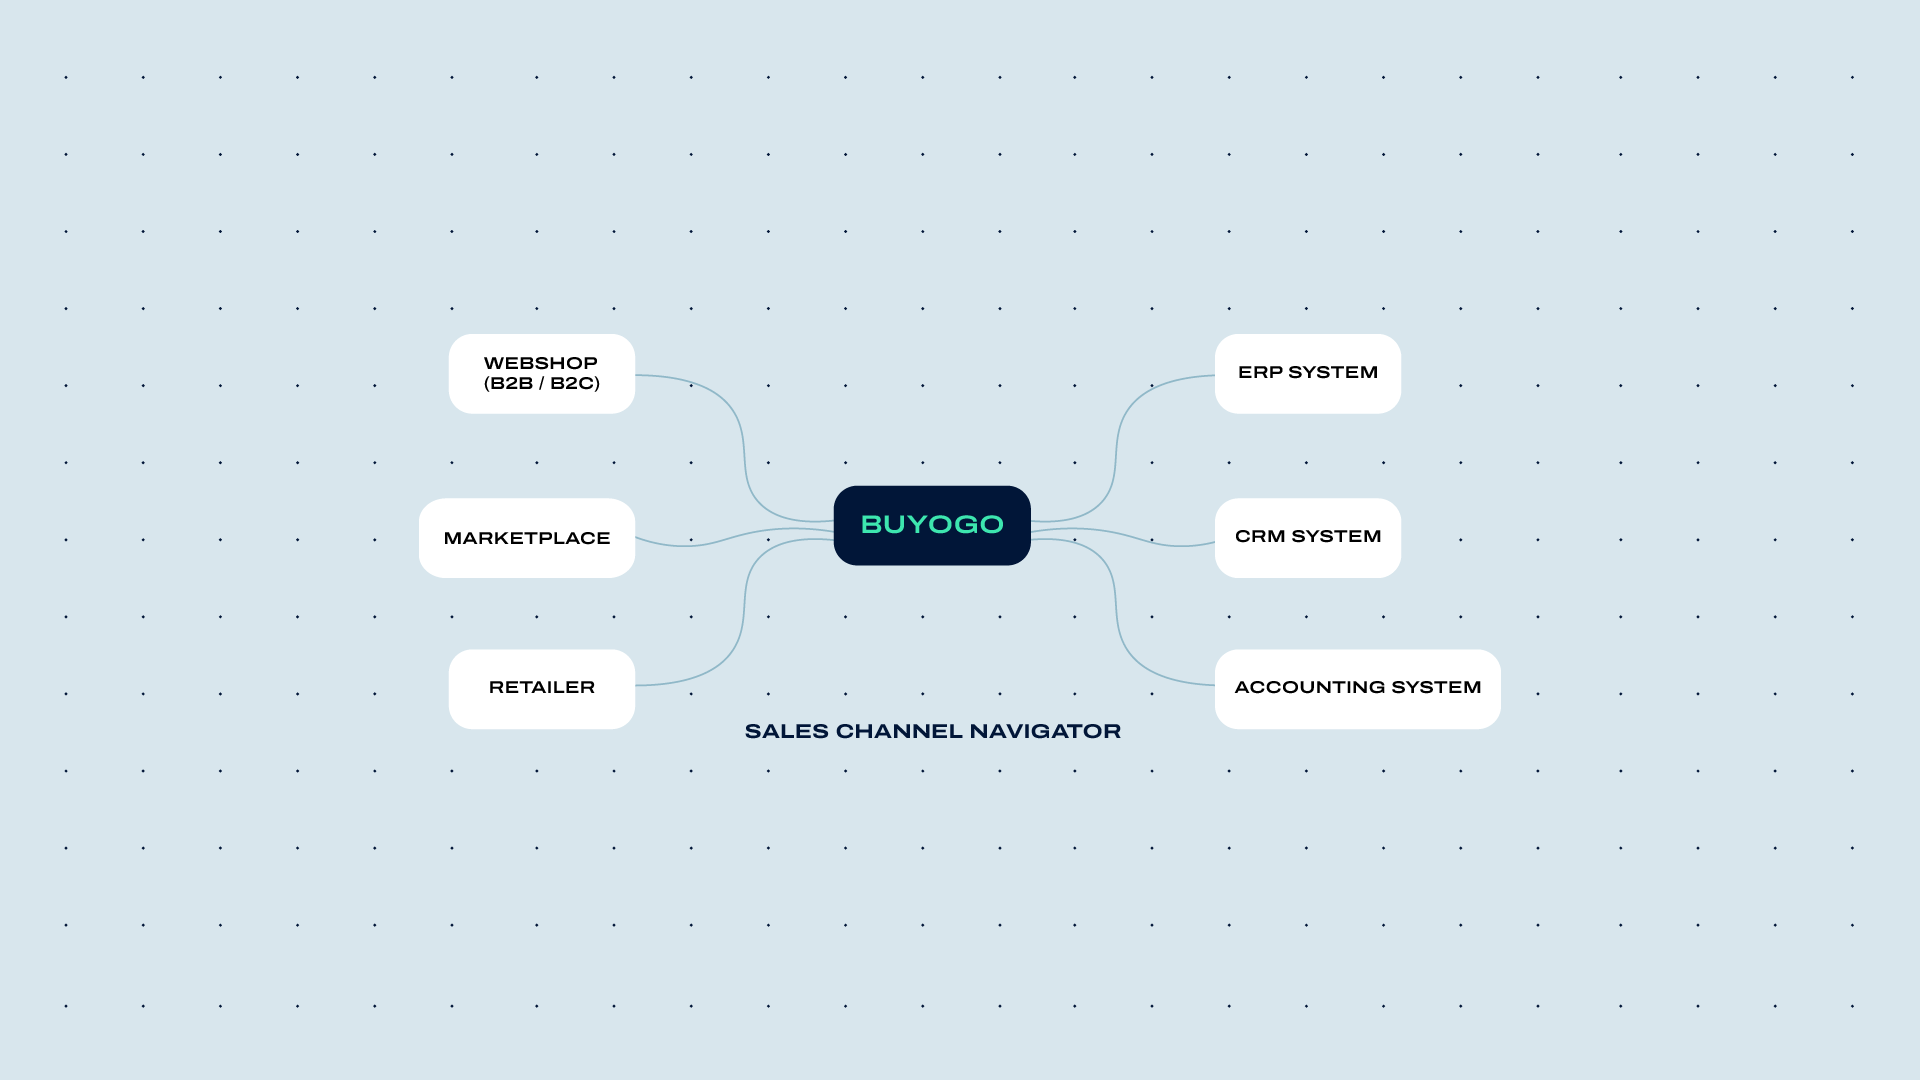 WEBSHOP
(B2B / B2C)
ERP SYSTEM
BUYOGO
MARKETPLACE
CRM SYSTEM
RETAILER
ACCOUNTING SYSTEM
SALES CHANNEL NAVIGATOR